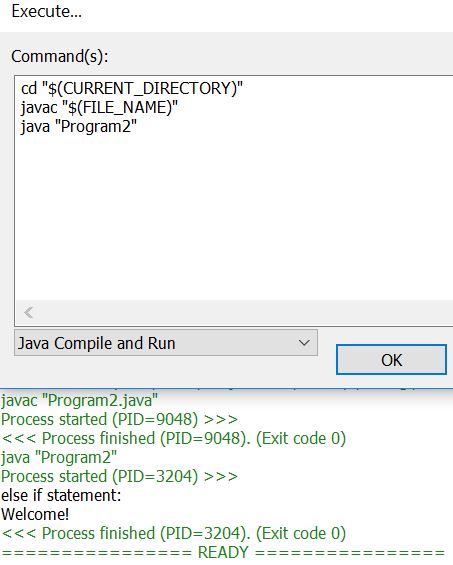 Execute...
Command(s):
cd "$(CURRENT_DIRECTORY)"
javac "$(FILE_NAME)"
java "Program2"
Java Compile and Run
OK
javac "Program2.java"
Process started (PID=9048) >>>
<<< Process finished (PID=9048). (Exit code 0)
java "Program2"
Process started (PID=3204) >>>
else if statement:
Welcome!
<<< Process finished (PID=3204). (Exit code 0)
================ READY ================